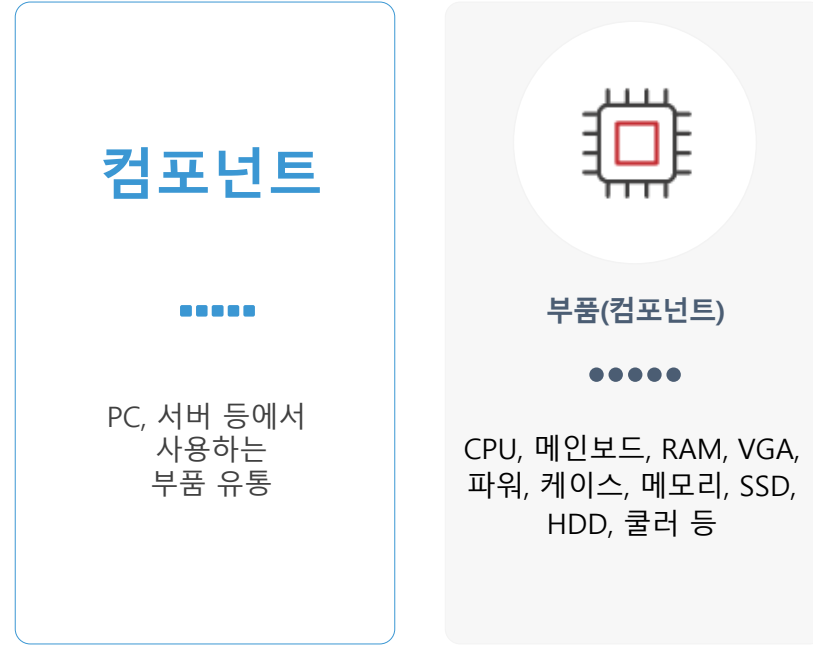 컴포넌트
PC, 서버 등에서
사용하는
부품 유통
부품(컴포넌트)
CPU, 메인보드, RAM, VGA,
파워, 케이스, 메모리, SSD,
HDD, 쿨러 등